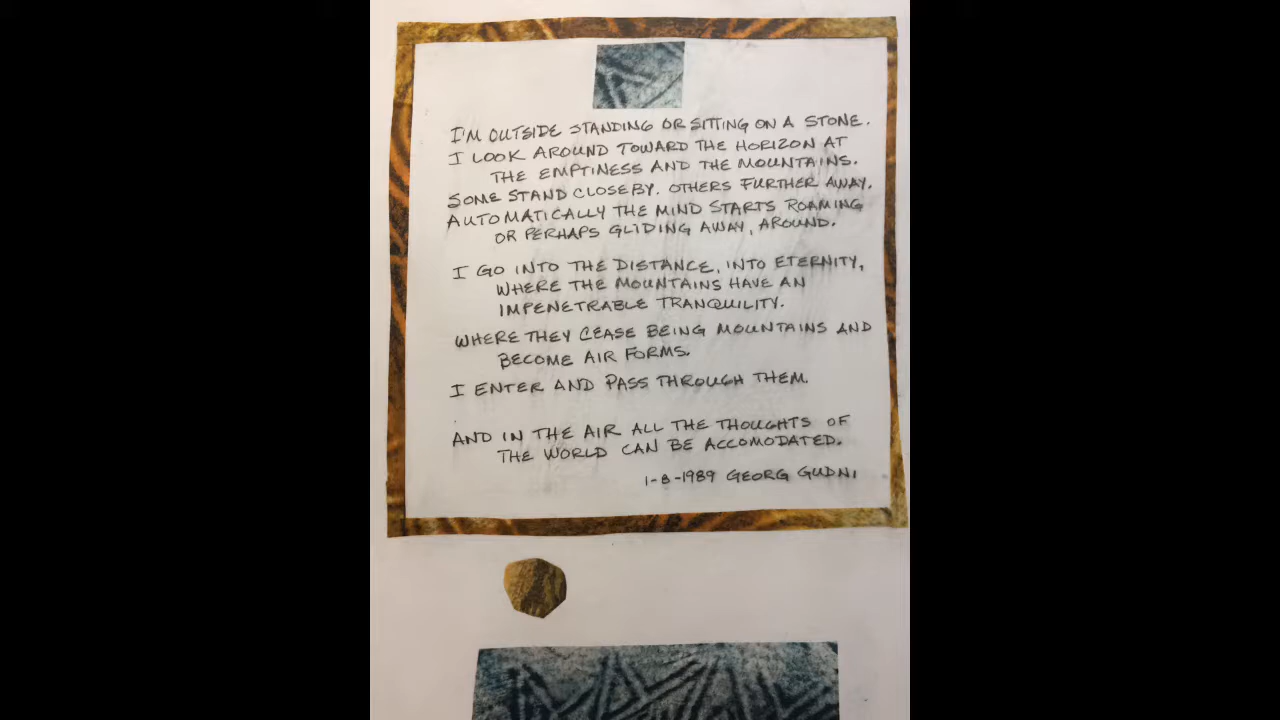 I'M OUTSIDE STANDING OR SITTING ON A STONE.
I LOOK AROUND TOWARD THE HORIZON AT
THE EMPTINESS AND THE MOUNTAINS.
SOME STAND CLOSEBY. OTHERS FURTHER AWAY.
AUTOMATICALLY THE MIND STARTS ROAMING
OR PERHAPS GLIDING AWAY, AROUND.
I GO INTO THE DISTANCE, INTO ETERNITY,
WHERE THE MOUNTAINS HAVE AN
IMPENETRABLE TRANQUILITY.
WHERE THEY CEASE BEING MOUNTAINS AND
BECOME AIR FORMS.
I ENTER AND PASS THROUGH THEM.
AND IN THE AIR ALL THE THOUGHTS OF
THE WORLD CAN BE ACCOMODATED.
1-8-1989 GEORG GUDNI